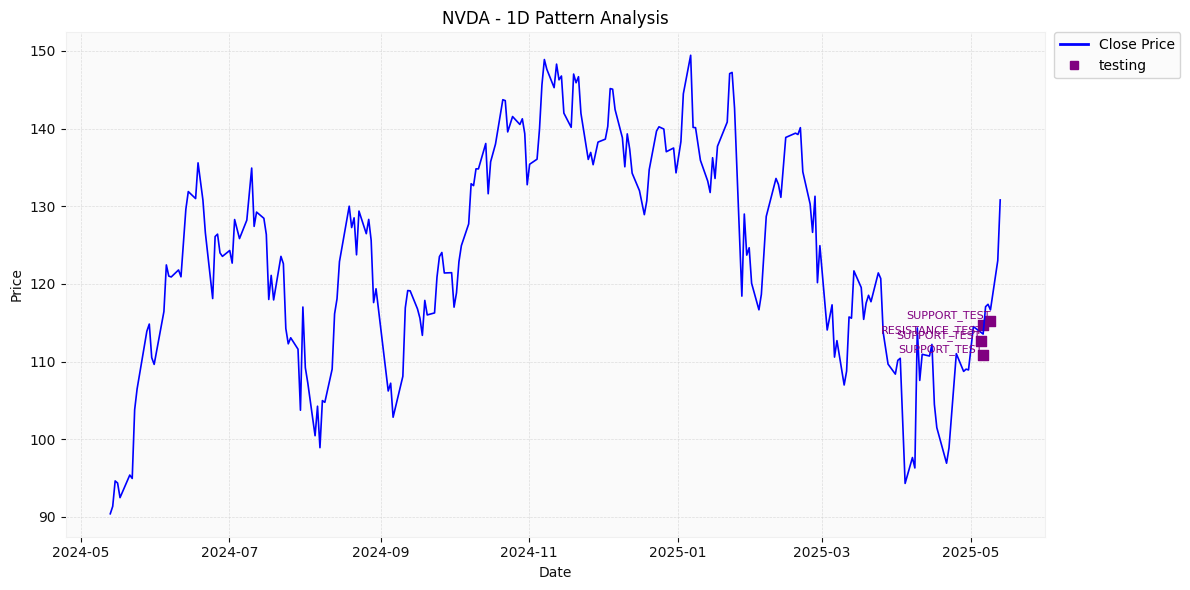 NVDA - 1D Pattern Analysis
Close Price
testing
Price
150
140
130
120
110
100
90
SUPPORT_TEST
RESISTANCE_TEST
SUPPORT_TEST
SUPPORT_TEST
2024-05
2024-07
2024-09
2024-11
2025-01
2025-03
2025-05
Date